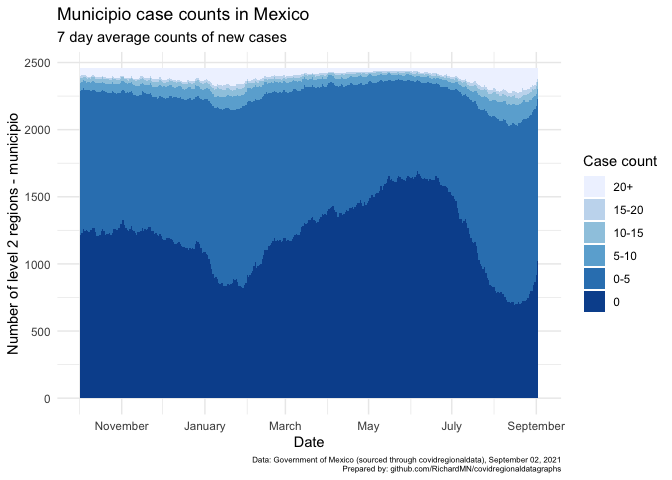 Municipio case counts in Mexico
7 day average counts of new cases
Number of level 2 regions - municipio
2500
2000
1500
1000
500
0
November
January
March
May
July
September
Date
Case count
20+
15-20
10-15
5-10
0-5
0
Data: Government of Mexico (sourced through covidregionaldata), September 02, 2021
Prepared by: github.com/RichardMN/covidregionaldatagraphs